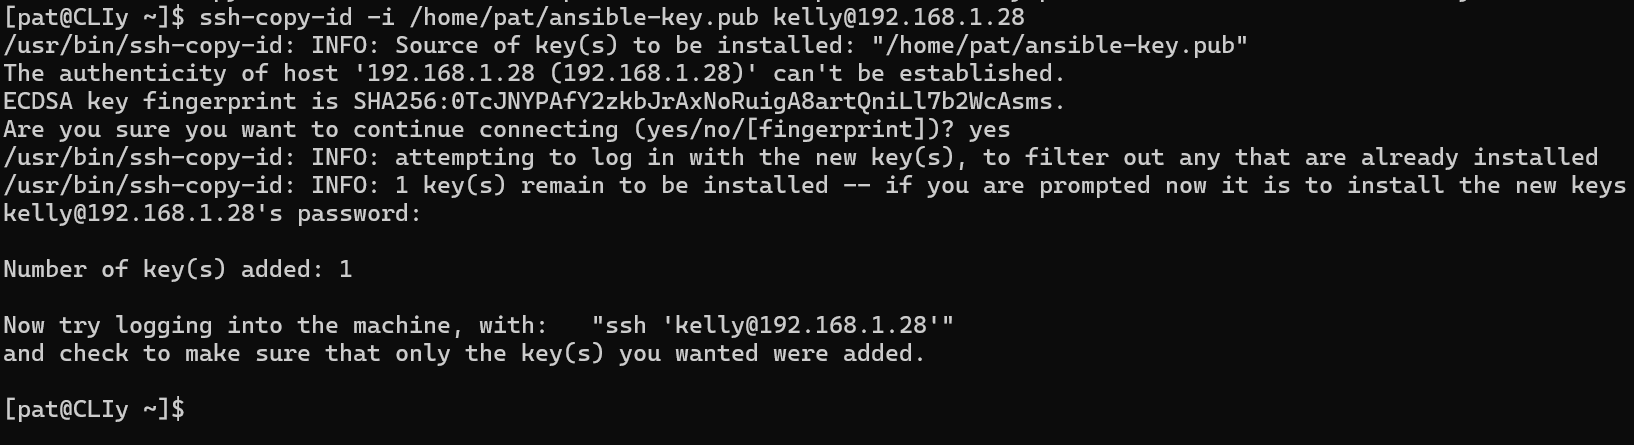 [pat@CLIy ~]$ ssh-copy-id -i /home/pat/ansible-key.pub kelly@192.168.1.28
/usr/bin/ssh-copy-id: INFO: Source of key(s) to be installed: "/home/pat/ansible-key.pub"
The authenticity of host '192.168.1.28 (192.168.1.28)' can't be established.
ECDSA key fingerprint is SHA256:0TcJNYPAfY2zkbJrAxNoRuigA8artQniLl7b2WcAsms.
Are you sure you want to continue connecting (yes/no/[fingerprint])? yes
/usr/bin/ssh-copy-id: INFO: attempting to log in with the new key(s), to filter out any that are already installed
/usr/bin/ssh-copy-id: INFO: 1 key(s) remain to be installed -- if you are prompted now it is to install the new keys
kelly@192.168.1.28's password:
Number of key(s) added: 1
Now try logging into the machine, with:   "ssh 'kelly@192.168.1.28'"
and check to make sure that only the key(s) you wanted were added.
[pat@CLIy ~]$